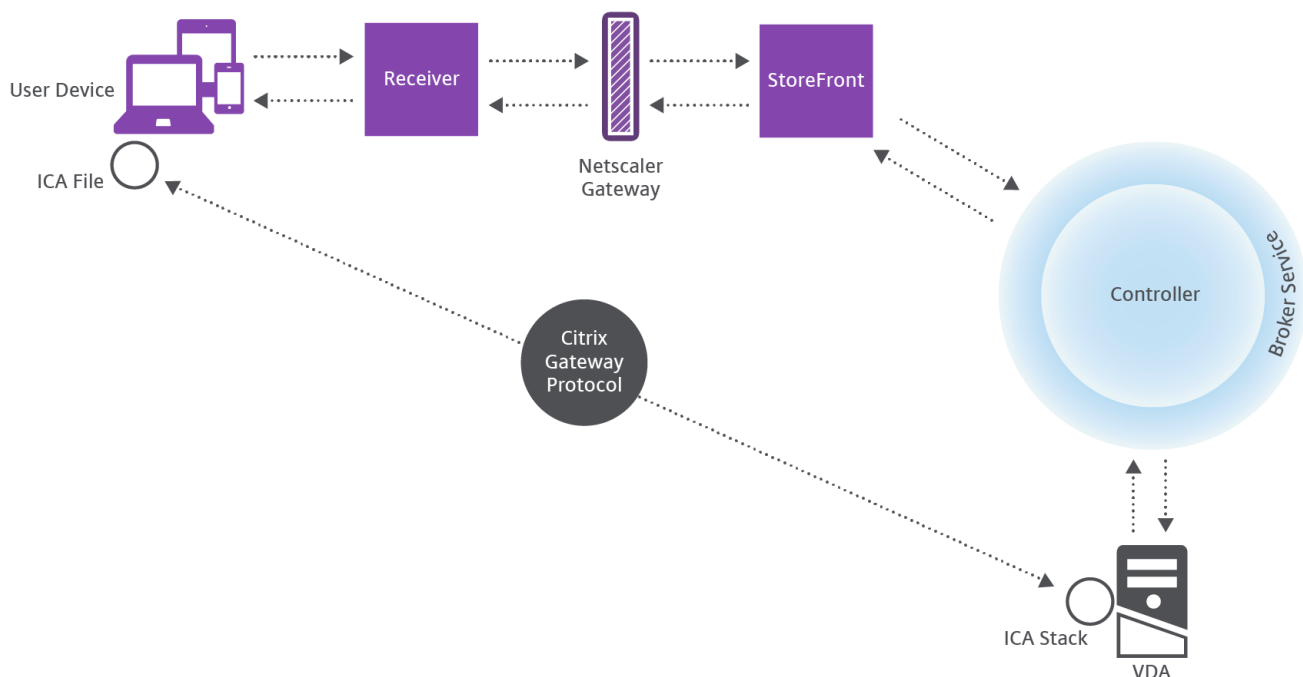 User Device
Receiver
StoreFront
Netscaler
Gateway
ICA File
Controller
Broker Service
Citrix
Gateway
Protocol
ICA Stack
VDA